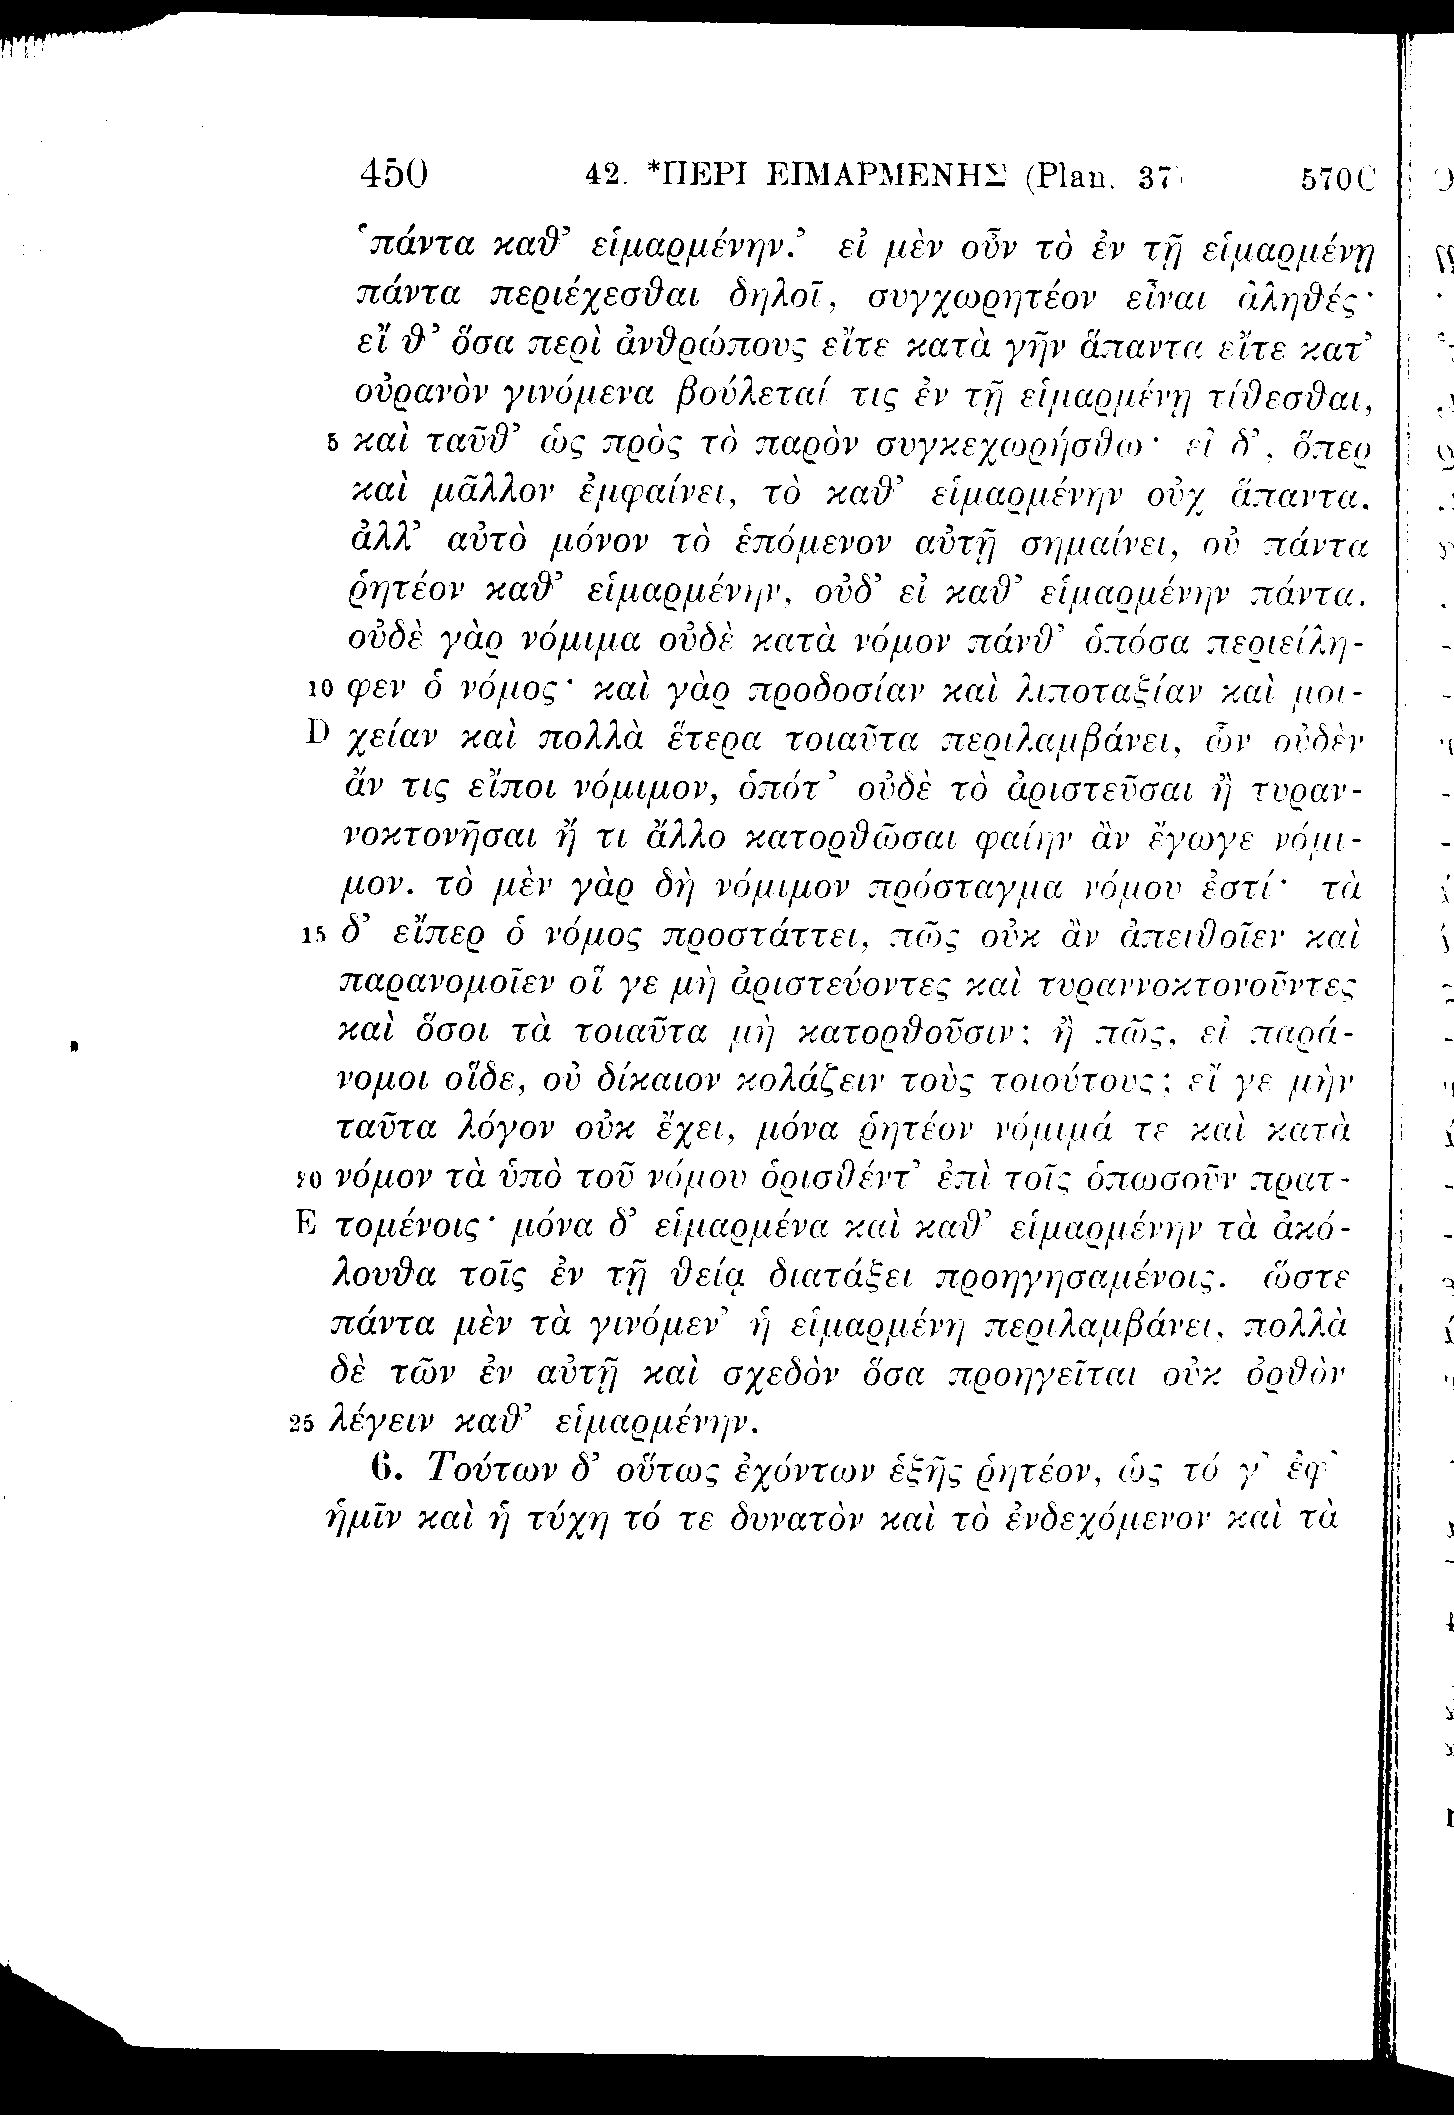 450 42. *ΠΕΡΙ ΕΙΜΑΡΜΕΝΗΣ (Plan. 37) 570C
‘πάντα καθ’ εἱμαρμένην.’ εἰ μὲν οὖν τὸ ἐν τῇ εἱμαρμένῃ
πάντα περιέχεσθαι δηλοῖ, συγχωρητέον εἶναι ἀληθές·
εἴ θ’ ὅσα περὶ ἀνθρώπους εἴτε κατὰ γῆν ἅπαντα εἴτε κατ’
οὐρανὸν γινόμενα βούλεταί τις ἐν τῇ εἱμαρμένῃ τίθεσθαι,
5 καὶ ταῦθ’ ὡς πρὸς τὸ παρὸν συγκεχωρήσθω· εἰ δ’, ὅπερ
καὶ μᾶλλον ἐμφαίνει, τὸ καθ’ εἱμαρμένην οὐχ ἅπαντα,
ἀλλ’ αὐτὸ μόνον τὸ ἑπόμενον αὐτῇ σημαίνει, οὐ πάντα
ῥητέον καθ’ εἱμαρμένην, οὐδ’ εἰ καθ’ εἱμαρμένην πάντα.
οὐδὲ γὰρ νόμιμα οὐδὲ κατὰ νόμον πάνθ’ ὁπόσα περιείλη-
10 φεν ὁ νόμος· καὶ γὰρ προδοσίαν καὶ λιποταξίαν καὶ μοι-
D χείαν καὶ πολλὰ ἕτερα τοιαῦτα περιλαμβάνει, ὧν οὐδὲν
ἄν τις εἴποι νόμιμον, ὁπότ’ οὐδὲ τὸ ἀριστεῦσαι ἢ τυραν-
νοκτονῆσαι ἤ τι ἄλλο κατορθῶσαι φαίην ἂν ἔγωγε νόμι-
μον. τὸ μὲν γὰρ δὴ νόμιμον πρόσταγμα νόμου ἐστί· τὰ
15 δ’ εἴπερ ὁ νόμος προστάττει, πῶς οὐκ ἂν ἀπειθοῖεν καὶ
παρανομοῖεν οἵ γε μὴ ἀριστεύοντες καὶ τυραννοκτονοῦντες
καὶ ὅσοι τὰ τοιαῦτα μὴ κατορθοῦσιν; ἢ πῶς, εἰ παρά-
νομοι οἵδε, οὐ δίκαιον κολάζειν τοὺς τοιούτους; εἴ γε μὴν
ταῦτα λόγον οὐκ ἔχει, μόνα ῥητέον νόμιμά τε καὶ κατὰ
20 νόμον τὰ ὑπὸ τοῦ νόμου ὁρισθέντ’ ἐπὶ τοῖς ὁπωσοῦν πρατ-
E τομένοις· μόνα δ’ εἱμαρμένα καὶ καθ’ εἱμαρμένην τὰ ἀκό-
λουθα τοῖς ἐν τῇ θείᾳ διατάξει προηγησαμένοις. ὥστε
πάντα μὲν τὰ γινόμεν’ ἡ εἱμαρμένη περιλαμβάνει, πολλὰ
δὲ τῶν ἐν αὐτῇ καὶ σχεδὸν ὅσα προηγεῖται οὐκ ὀρθὸν
25 λέγειν καθ’ εἱμαρμένην.
6. Τούτων δ’ οὕτως ἐχόντων ἑξῆς ῥητέον, ὡς τό γ’ ἐφ’
ἡμῖν καὶ ἡ τύχη τό τε δυνατὸν καὶ τὸ ἐνδεχόμενον καὶ τὰ